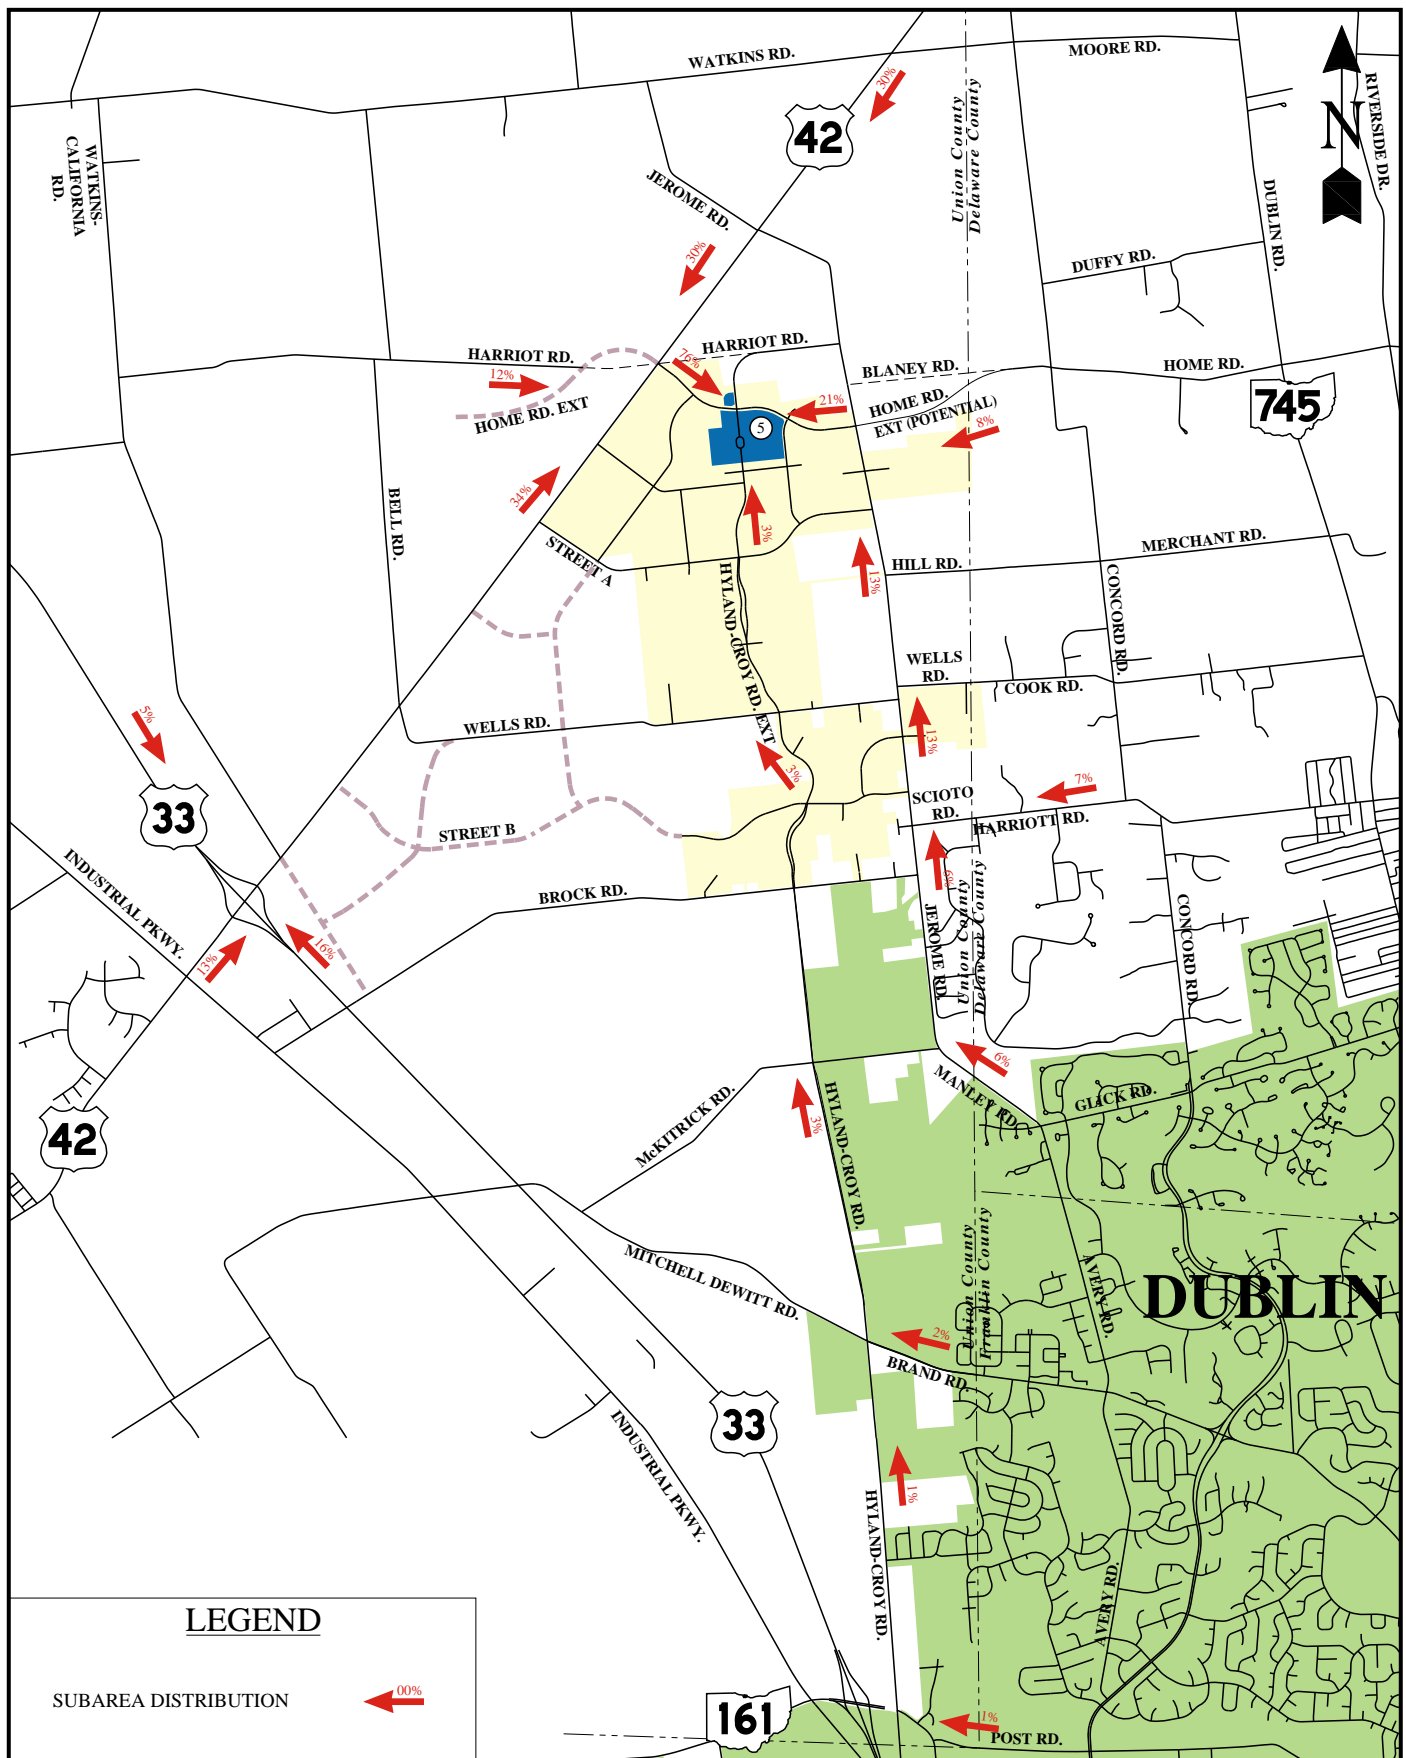 WATKINS RD.
MOORE RD.
30%
42
N
RIVERSIDE DR.
WATKINS-
CALIFORNIA
RD.
Union County
Delaware County
JEROME RD.
DUBLIN RD.
30%
DUFFY RD.
HARRIOT RD.
HARRIOT RD.
76%
BLANEY RD.
HOME RD.
12%
HOME RD. EXT
21%
HOME RD.
EXT (POTENTIAL)
8%
745
5
34%
BELL RD.
3%
STREET A
13%
HILL RD.
MERCHANT RD.
CONCORD RD.
HYLAND-CROY RD. EXT
WELLS
RD.
COOK RD.
5%
WELLS RD.
13%
3%
7%
33
SCIOTO
RD.
HARRIOTT RD.
STREET B
INDUSTRIAL PKWY.
BROCK RD.
6%
Union County
Delaware County
JEROME RD.
CONCORD RD.
13%
16%
6%
MANLEY RD.
GLICK RD.
42
McKITRICK RD.
3%
HYLAND-CROY RD.
Union County
Franklin County
MITCHELL DEWITT RD.
AVERY RD.
DUBLIN
2%
BRAND RD.
33
INDUSTRIAL PKWY.
1%
HYLAND-CROY RD.
AVERY RD.
LEGEND
SUBAREA DISTRIBUTION
00%
161
1%
POST RD.